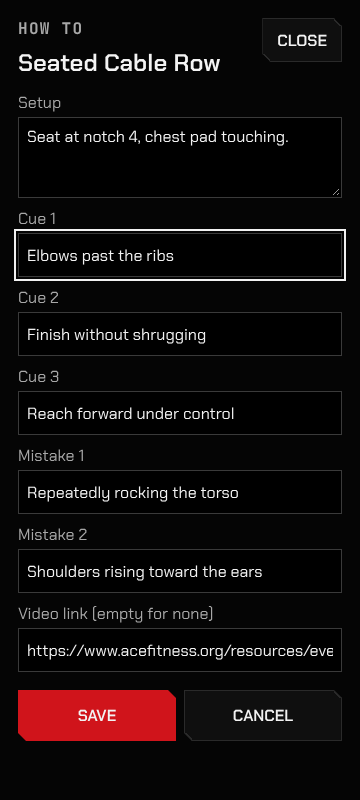 HOW TO
CLOSE
Seated Cable Row
Setup
Seat at notch 4, chest pad touching.
Cue 1
Elbows past the ribs
Cue 2
Finish without shrugging
Cue 3
Reach forward under control
Mistake 1
Repeatedly rocking the torso
Mistake 2
Shoulders rising toward the ears
Video link (empty for none)
https://www.acefitness.org/resources/eve
SAVE
CANCEL